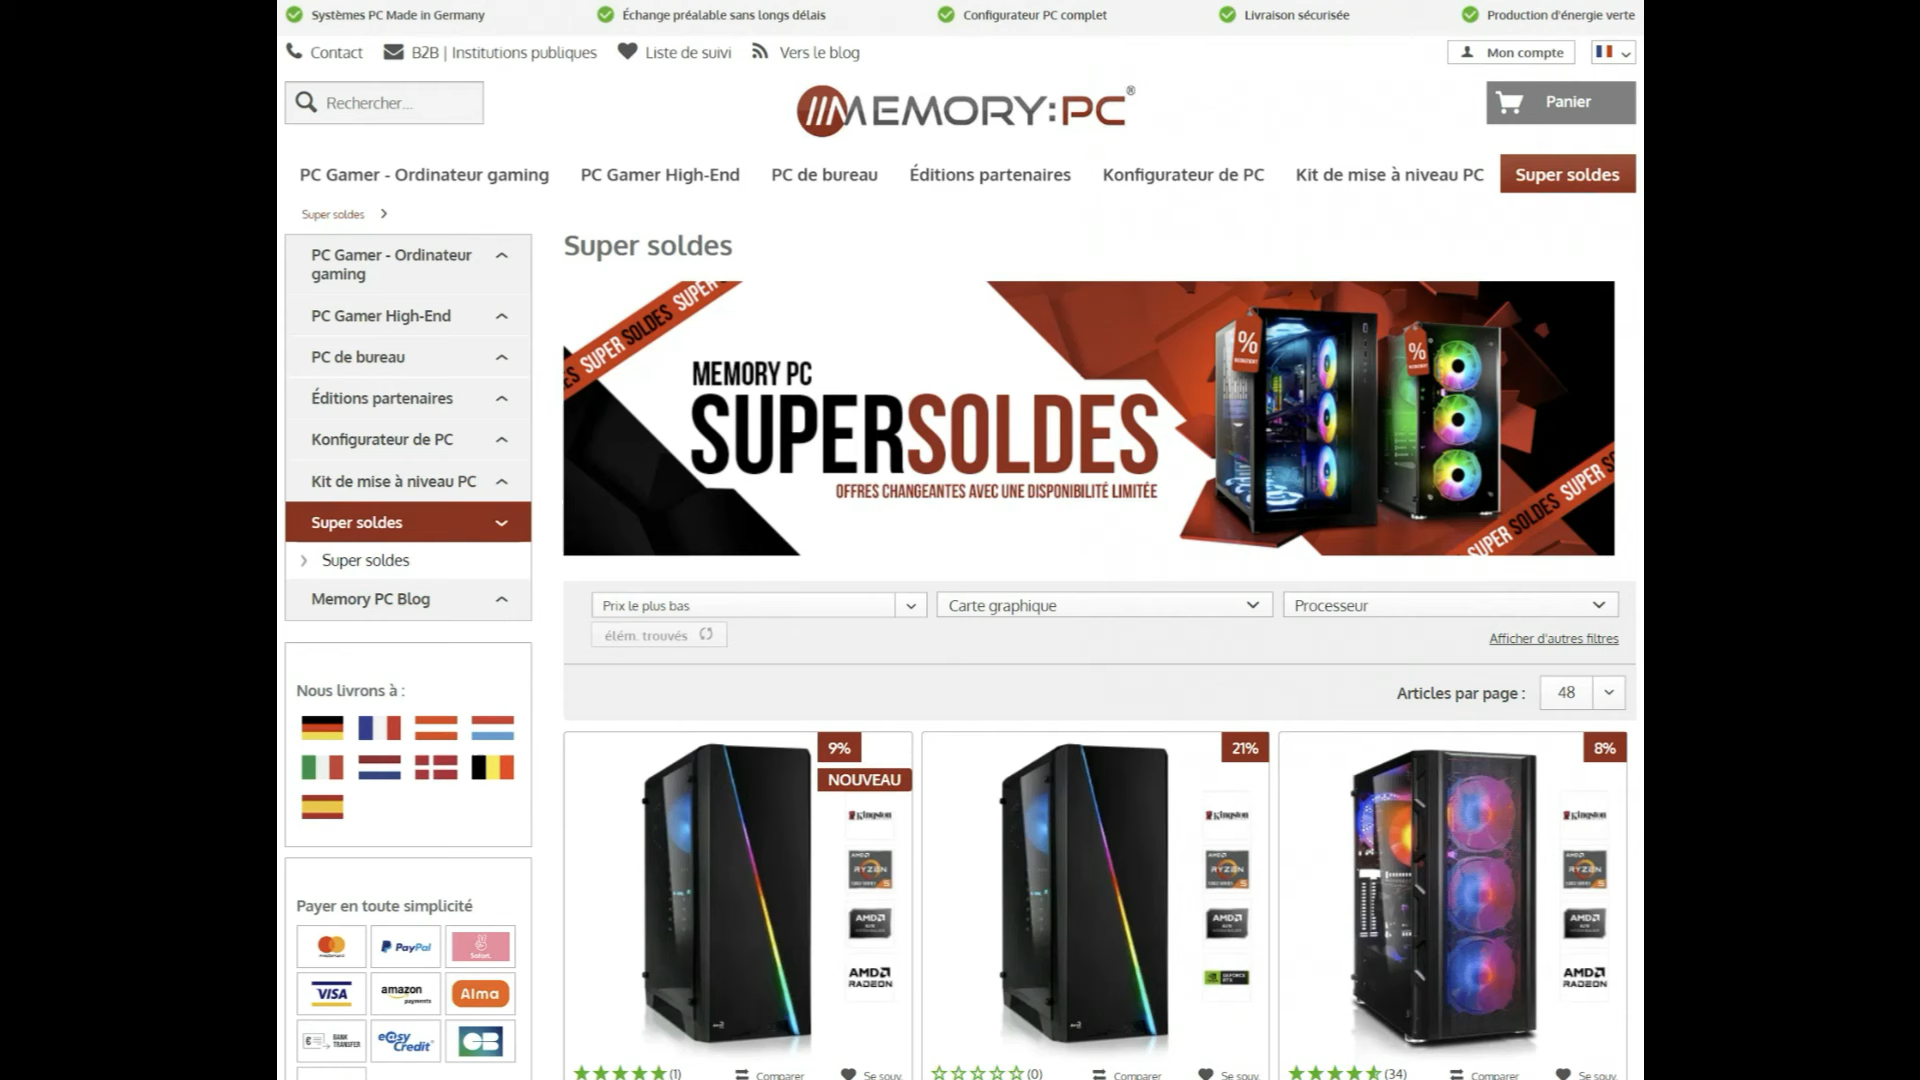 Systèmes PC Made in Germany
Échange préalable sans longs délais
Configurateur PC complet
Livraison sécurisée
Production d'énergie verte
Contact
B2B | Institutions publiques
Liste de suivi
Vers le blog
Mon compte
Rechercher...
MEMORY:PC®
Panier
PC Gamer - Ordinateur gaming
PC Gamer High-End
PC de bureau
Éditions partenaires
Konfigurateur de PC
Kit de mise à niveau PC
Super soldes
Super soldes
PC Gamer - Ordinateur
gaming
PC Gamer High-End
PC de bureau
Éditions partenaires
Konfigurateur de PC
Kit de mise à niveau PC
Super soldes
Super soldes
Memory PC Blog
Nous livrons à :
Payer en toute simplicité
PayPal
Sofort.
VISA
amazon
payments
Alma
BANK
TRANSFER
easy
Credit
CB
Super soldes
SUPER SOLDES SUPER
MEMORY PC
SUPERSOLDES
OFFRES CHANGEANTES AVEC UNE DISPONIBILITÉ LIMITÉE
%
%
SUPER SOLDES SUPER
Prix le plus bas
Carte graphique
Processeur
élém. trouvés
Afficher d'autres filtres
Articles par page :
48
9%
NOUVEAU
Kingston
AMD
RYZEN
5
AMD
AMD
RADEON
(1)
Comparer
Se souv.
21%
Kingston
AMD
RYZEN
5
AMD
GEFORCE
RTX
(0)
Comparer
Se souv.
8%
Kingston
AMD
RYZEN
5
AMD
AMD
RADEON
(34)
Comparer
Se souv.